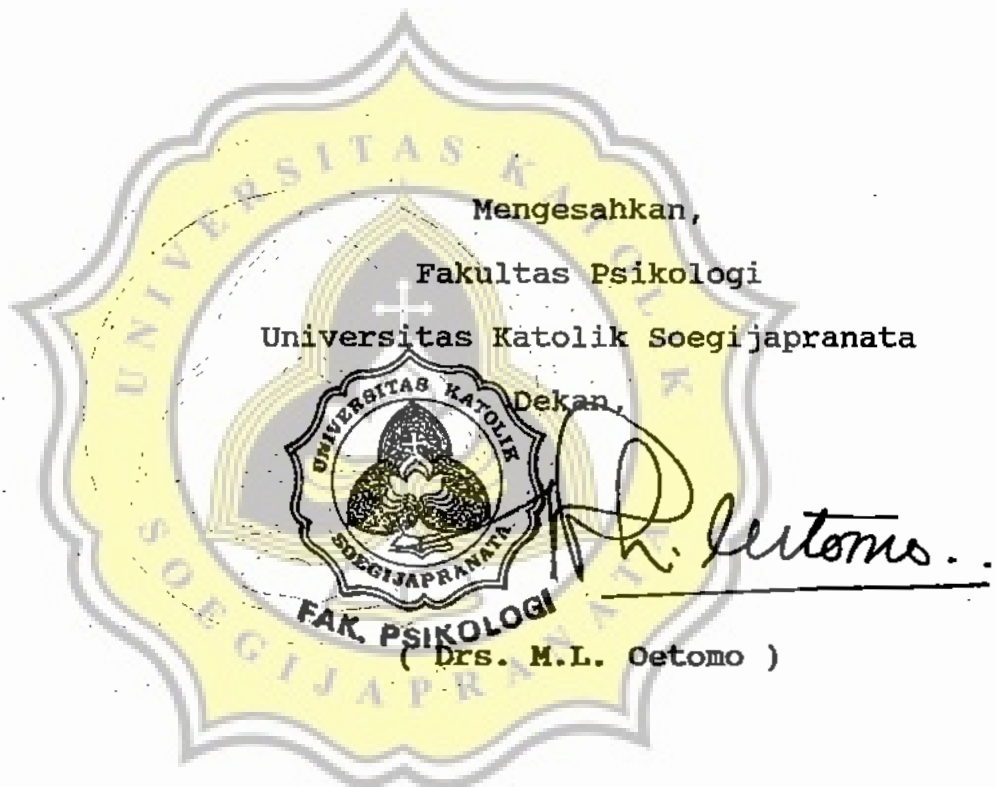 UNIVERSITAS KATOLIK
SOEGIJAPRANATA
Mengesahkan,
Fakultas Psikologi
Universitas Katolik Soegijapranata
Dekan,
UNIVERSITAS KATOLIK
SOEGIJAPRANATA
FAK. PSIKOLOGI
( Drs. M.L. Oetomo )